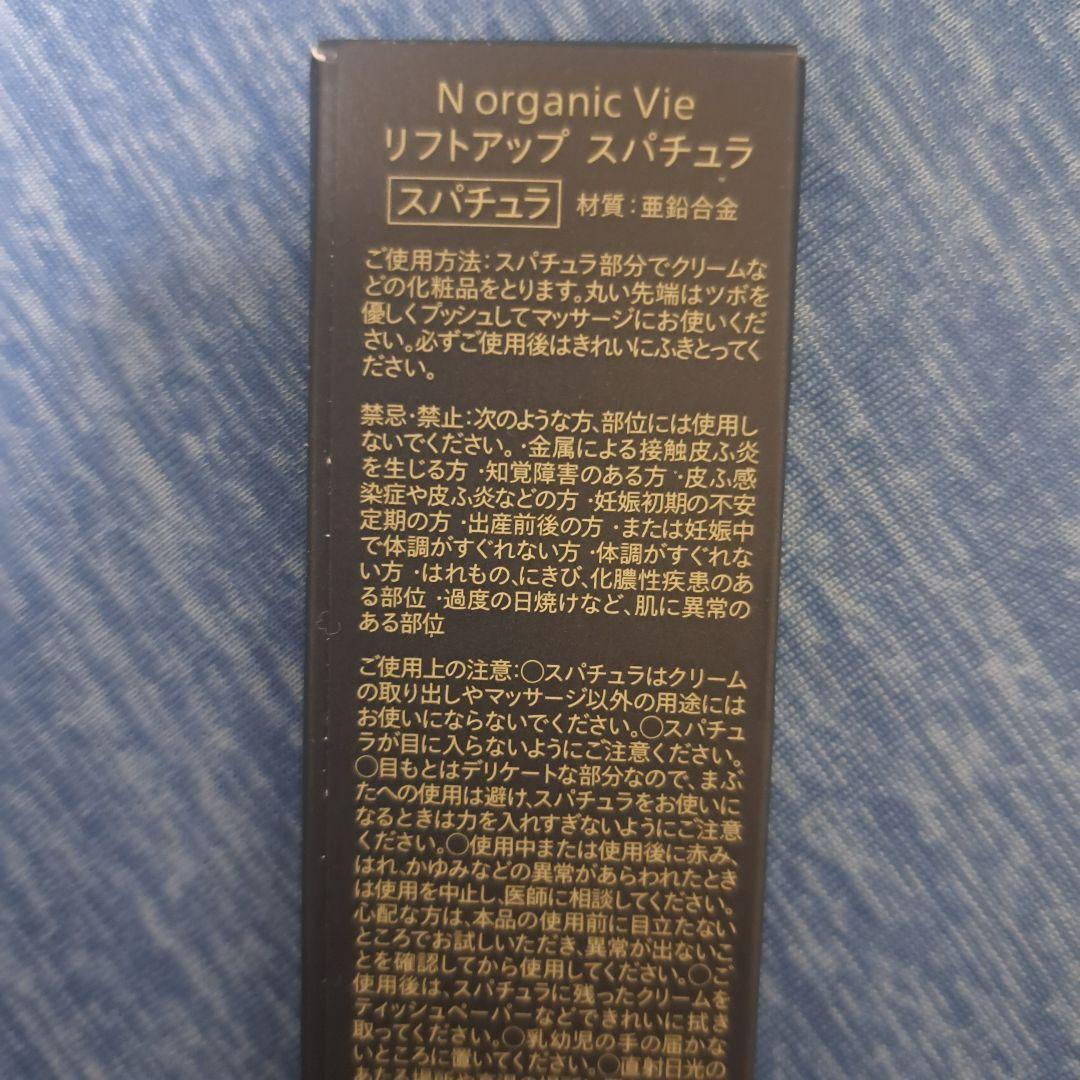 N organic Vie
リフトアップ スパチュラ
スパチュラ 材質:亜鉛合金
ご使用方法:スパチュラ部分でクリームな
どの化粧品をとります。丸い先端はツボを
優しくプッシュしてマッサージにお使いくだ
さい。必ずご使用後はきれいにふきとってく
ださい。
禁忌・禁止:次のような方、部位には使用し
ないでください。・金属による接触皮ふ炎
を生じる方 ・知覚障害のある方 ・皮ふ感
染症や皮ふ炎などの方 ・妊娠初期の不安
定期の方 ・出産前後の方 ・または妊娠中
で体調がすぐれない方 ・体調がすぐれな
い方 ・はれもの、にきび、化膿性疾患のあ
る部位 ・過度の日焼けなど、肌に異常の
ある部位
ご使用上の注意:○スパチュラはクリーム
の取り出しやマッサージ以外の用途には
お使いにならないでください。○スパチュ
ラが目に入らないようにご注意ください。
○目もとはデリケートな部分なので、まぶ
たへの使用は避け、スパチュラをお使いに
なるときは力を入れすぎないようにご注意
ください。○使用中または使用後に赤み、
はれ、かゆみなどの異常があらわれたとき
は使用を中止し、医師に相談してください。
心配な方は、本品の使用前に目立たない
ところでお試しいただき、異常が出ないこ
とを確認してから使用してください。○ご
使用後は、スパチュラに残ったクリームを
ティッシュペーパーなどできれいに拭き
取ってください。○乳幼児の手の届かな
いところに置いてください。○直射日光の
あたる場所や高温の